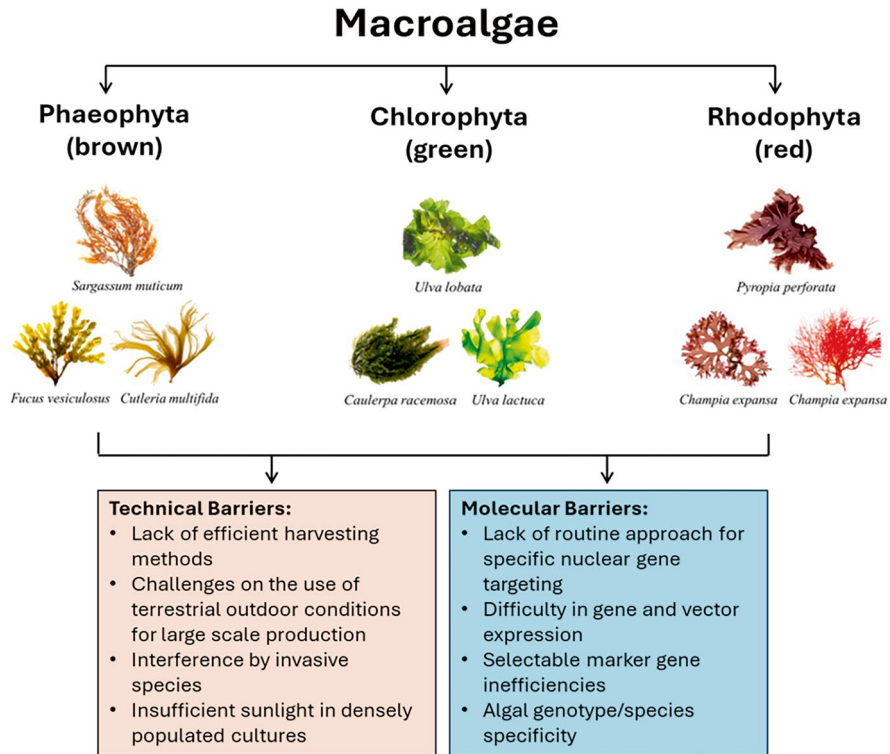 Macroalgae
Phaeophyta
(brown)
Chlorophyta
(green)
Rhodophyta
(red)
Sargassum muticum
Ulva lobata
Pyropia perforata
Fucus vesiculosus
Cutleria multifida
Caulerpa racemosa
Ulva lactuca
Champia expansa
Champia expansa
Technical Barriers:
• Lack of efficient harvesting
methods
• Challenges on the use of
terrestrial outdoor conditions
for large scale production
• Interference by invasive
species
• Insufficient sunlight in densely
populated cultures
Molecular Barriers:
• Lack of routine approach for
specific nuclear gene
targeting
• Difficulty in gene and vector
expression
• Selectable marker gene
inefficiencies
• Algal genotype/species
specificity